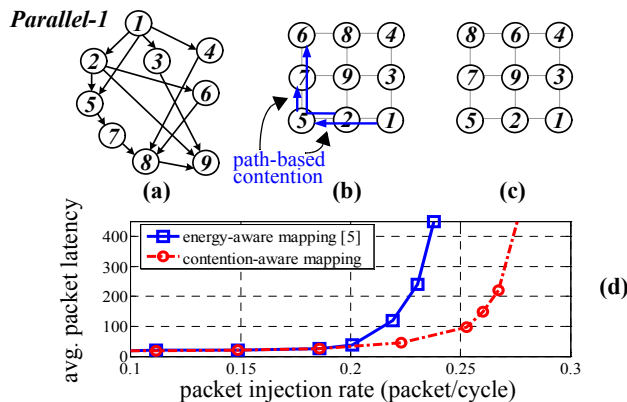 Parallel-1
1
2
3
4
5
6
7
8
9
(a)
6 8 4
7 9 3
5 2 1
path-based
contention
(b)
8 6 4
7 9 3
5 2 1
(c)
400
300
200
100
0
energy-aware mapping [5]
contention-aware mapping
(d)
0.1 0.15 0.2 0.25 0.3
avg. packet latency
packet injection rate (packet/cycle)